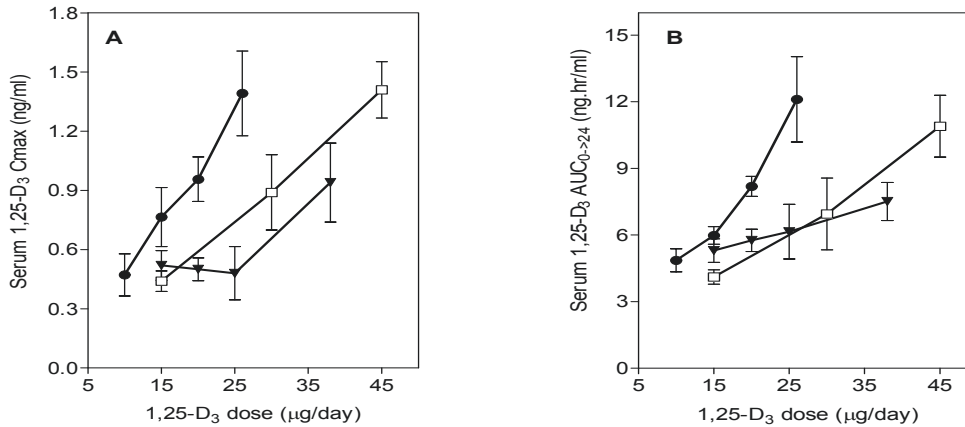 A
Serum 1,25-D₃ Cmax (ng/ml)
1.8
1.5
1.2
0.9
0.6
0.3
0.0
5 15 25 35 45
1,25-D₃ dose (μg/day)
B
Serum 1,25-D₃ AUC₀->₂₄ (ng.hr/ml)
15
12
9
6
3
0
5 15 25 35 45
1,25-D₃ dose (μg/day)